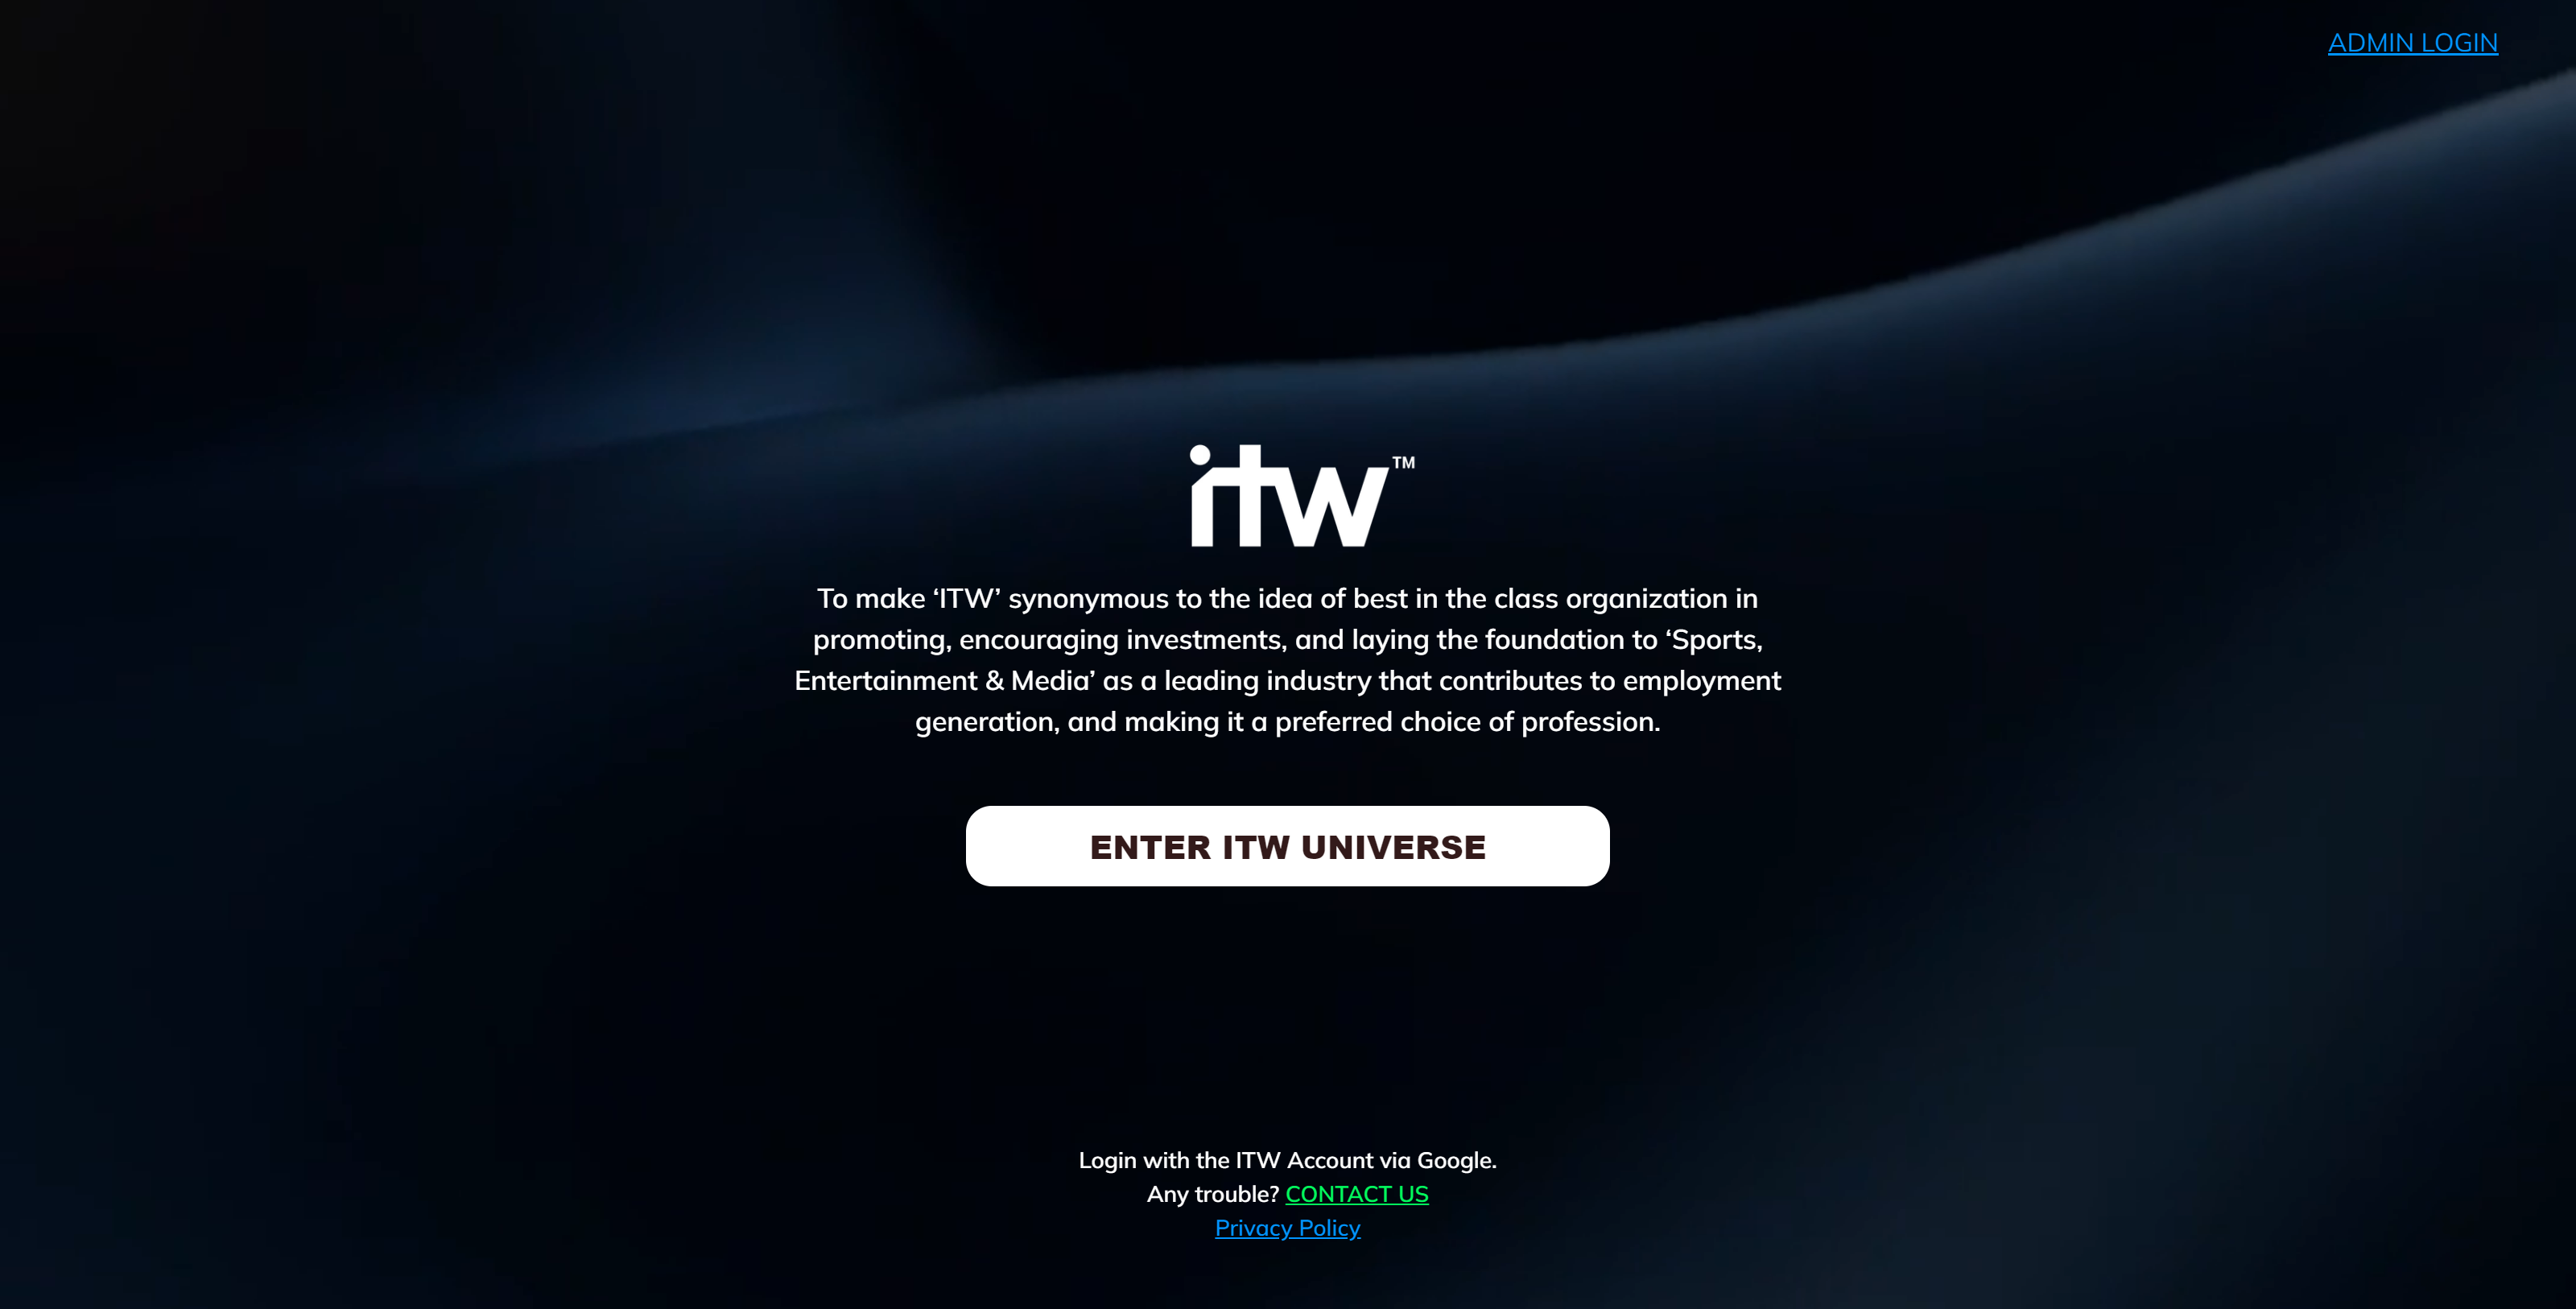 ADMIN LOGIN
itw™
To make ‘ITW’ synonymous to the idea of best in the class organization in
promoting, encouraging investments, and laying the foundation to ‘Sports,
Entertainment & Media’ as a leading industry that contributes to employment
generation, and making it a preferred choice of profession.
ENTER ITW UNIVERSE
Login with the ITW Account via Google.
Any trouble? CONTACT US
Privacy Policy